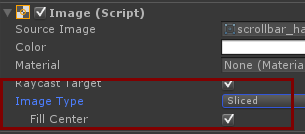 Image (Script)
Source Image scrollbar_ha
Color
Material None (Materia
Raycast Target
Image Type Sliced
Fill Center